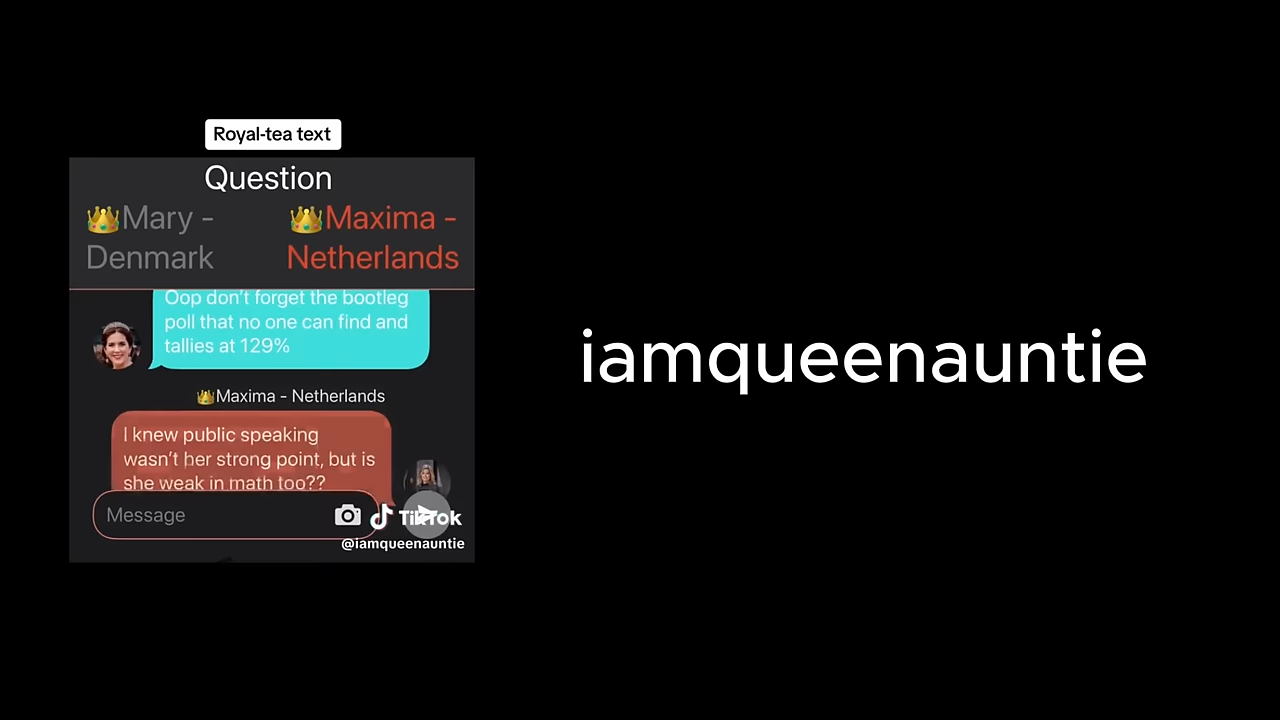 Royal-tea text
Question
👑Mary -
Denmark
👑Maxima -
Netherlands
Oop don't forget the bootleg
poll that no one can find and
tallies at 129%
👑Maxima - Netherlands
I knew public speaking
wasn't her strong point, but is
she weak in math too??
Message
TikTok
@iamqueenauntie
iamqueenauntie